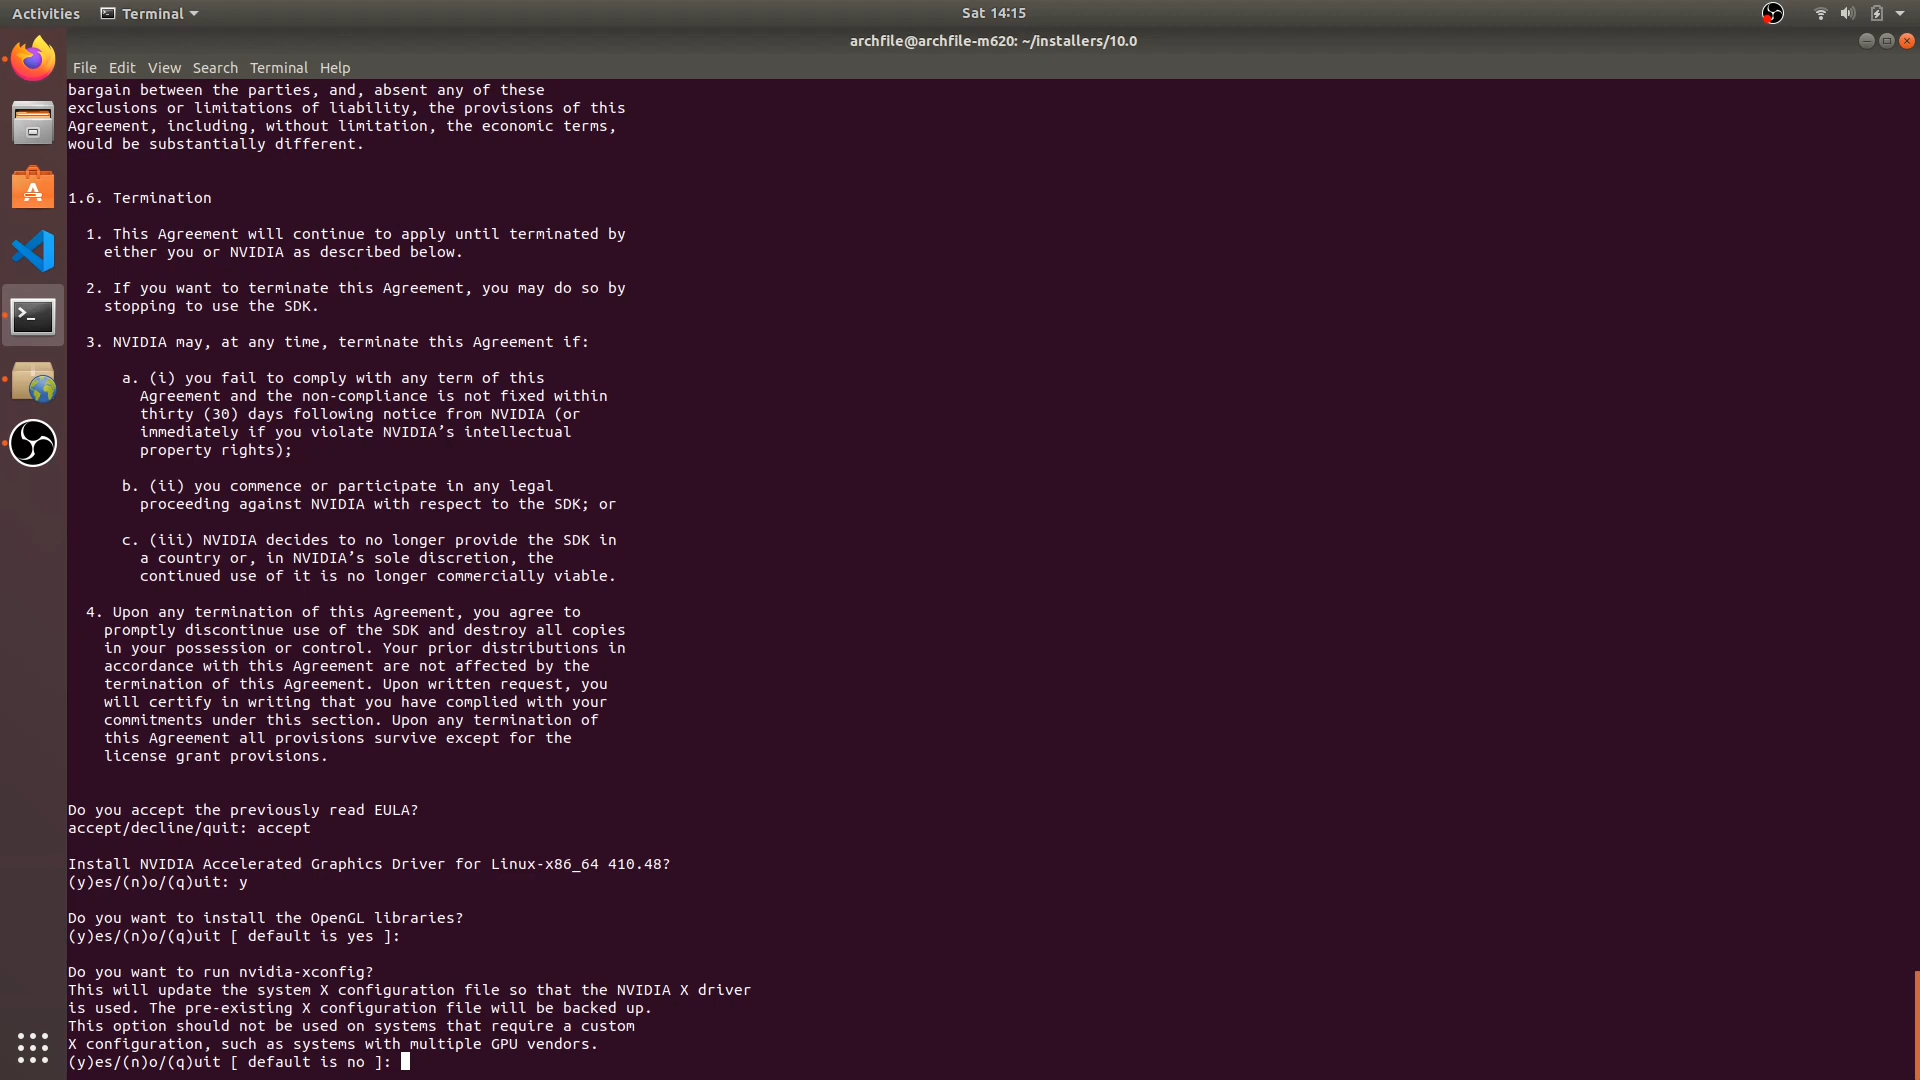 Activities
Terminal
Sat 14:15
archfile@archfile-m620: ~/installers/10.0
File Edit View Search Terminal Help
bargain between the parties, and, absent any of these
exclusions or limitations of liability, the provisions of this
Agreement, including, without limitation, the economic terms,
would be substantially different.
1.6. Termination
1. This Agreement will continue to apply until terminated by
either you or NVIDIA as described below.
2. If you want to terminate this Agreement, you may do so by
stopping to use the SDK.
3. NVIDIA may, at any time, terminate this Agreement if:
a. (i) you fail to comply with any term of this
Agreement and the non-compliance is not fixed within
thirty (30) days following notice from NVIDIA (or
immediately if you violate NVIDIA’s intellectual
property rights);
b. (ii) you commence or participate in any legal
proceeding against NVIDIA with respect to the SDK; or
c. (iii) NVIDIA decides to no longer provide the SDK in
a country or, in NVIDIA’s sole discretion, the
continued use of it is no longer commercially viable.
4. Upon any termination of this Agreement, you agree to
promptly discontinue use of the SDK and destroy all copies
in your possession or control. Your prior distributions in
accordance with this Agreement are not affected by the
termination of this Agreement. Upon written request, you
will certify in writing that you have complied with your
commitments under this section. Upon any termination of
this Agreement all provisions survive except for the
license grant provisions.
Do you accept the previously read EULA?
accept/decline/quit: accept
Install NVIDIA Accelerated Graphics Driver for Linux-x86_64 410.48?
(y)es/(n)o/(q)uit: y
Do you want to install the OpenGL libraries?
(y)es/(n)o/(q)uit [ default is yes ]:
Do you want to run nvidia-xconfig?
This will update the system X configuration file so that the NVIDIA X driver
is used. The pre-existing X configuration file will be backed up.
This option should not be used on systems that require a custom
X configuration, such as systems with multiple GPU vendors.
(y)es/(n)o/(q)uit [ default is no ]: